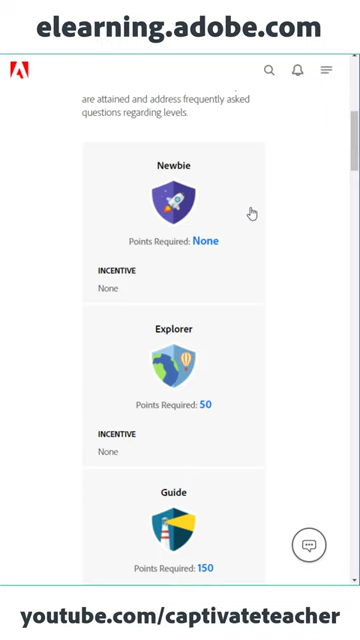 elearning.adobe.com
are attained and address frequently asked
questions regarding levels.
Newbie
Points Required: None
INCENTIVE
None
Explorer
Points Required: 50
INCENTIVE
None
Guide
Points Required: 150
youtube.com/captivateteacher